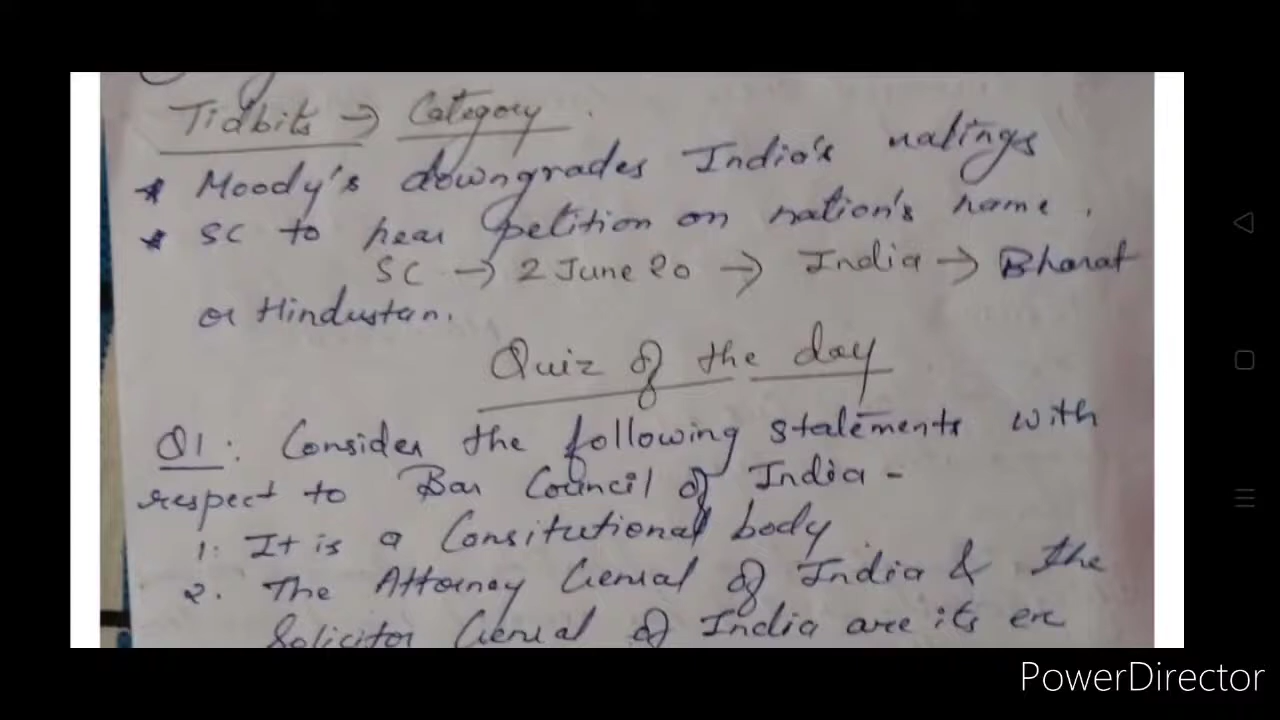 Tidbits → Category.
* Moody's downgrades India's ratings
* SC to hear petition on nation's name.
SC → 2 June 20 → India → Bharat
or Hindustan.
Quiz of the day
Q1: Consider the following statements with
respect to Bar Council of India -
1. It is a Consitutional body
2. The Attorney Genral of India & the
Solicitor Genral of India are its ex
PowerDirector